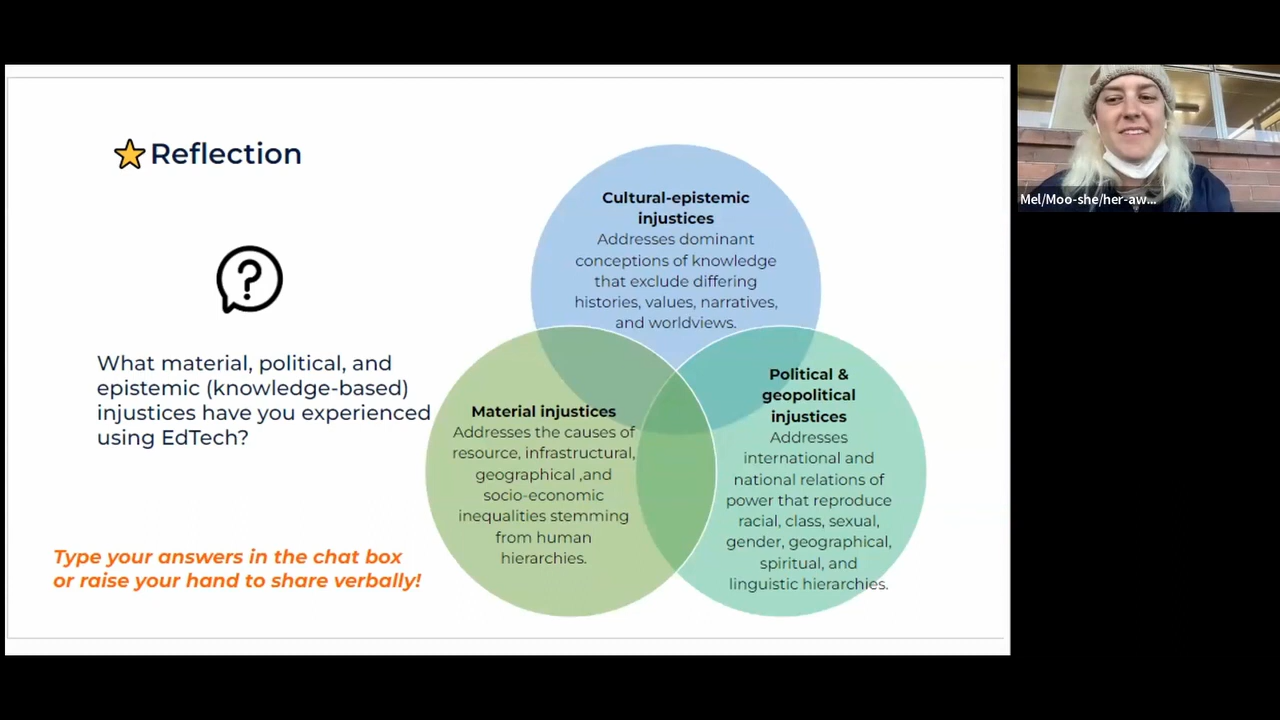 Reflection
What material, political, and
epistemic (knowledge-based)
injustices have you experienced
using EdTech?
Type your answers in the chat box
or raise your hand to share verbally!
Cultural-epistemic
injustices
Addresses dominant
conceptions of knowledge
that exclude differing
histories, values, narratives,
and worldviews.
Material injustices
Addresses the causes of
resource, infrastructural,
geographical ,and
socio-economic
inequalities stemming
from human
hierarchies.
Political &
geopolitical
injustices
Addresses
international and
national relations of
power that reproduce
racial, class, sexual,
gender, geographical,
spiritual, and
linguistic hierarchies.
Mel/Moo-she/her-aw...